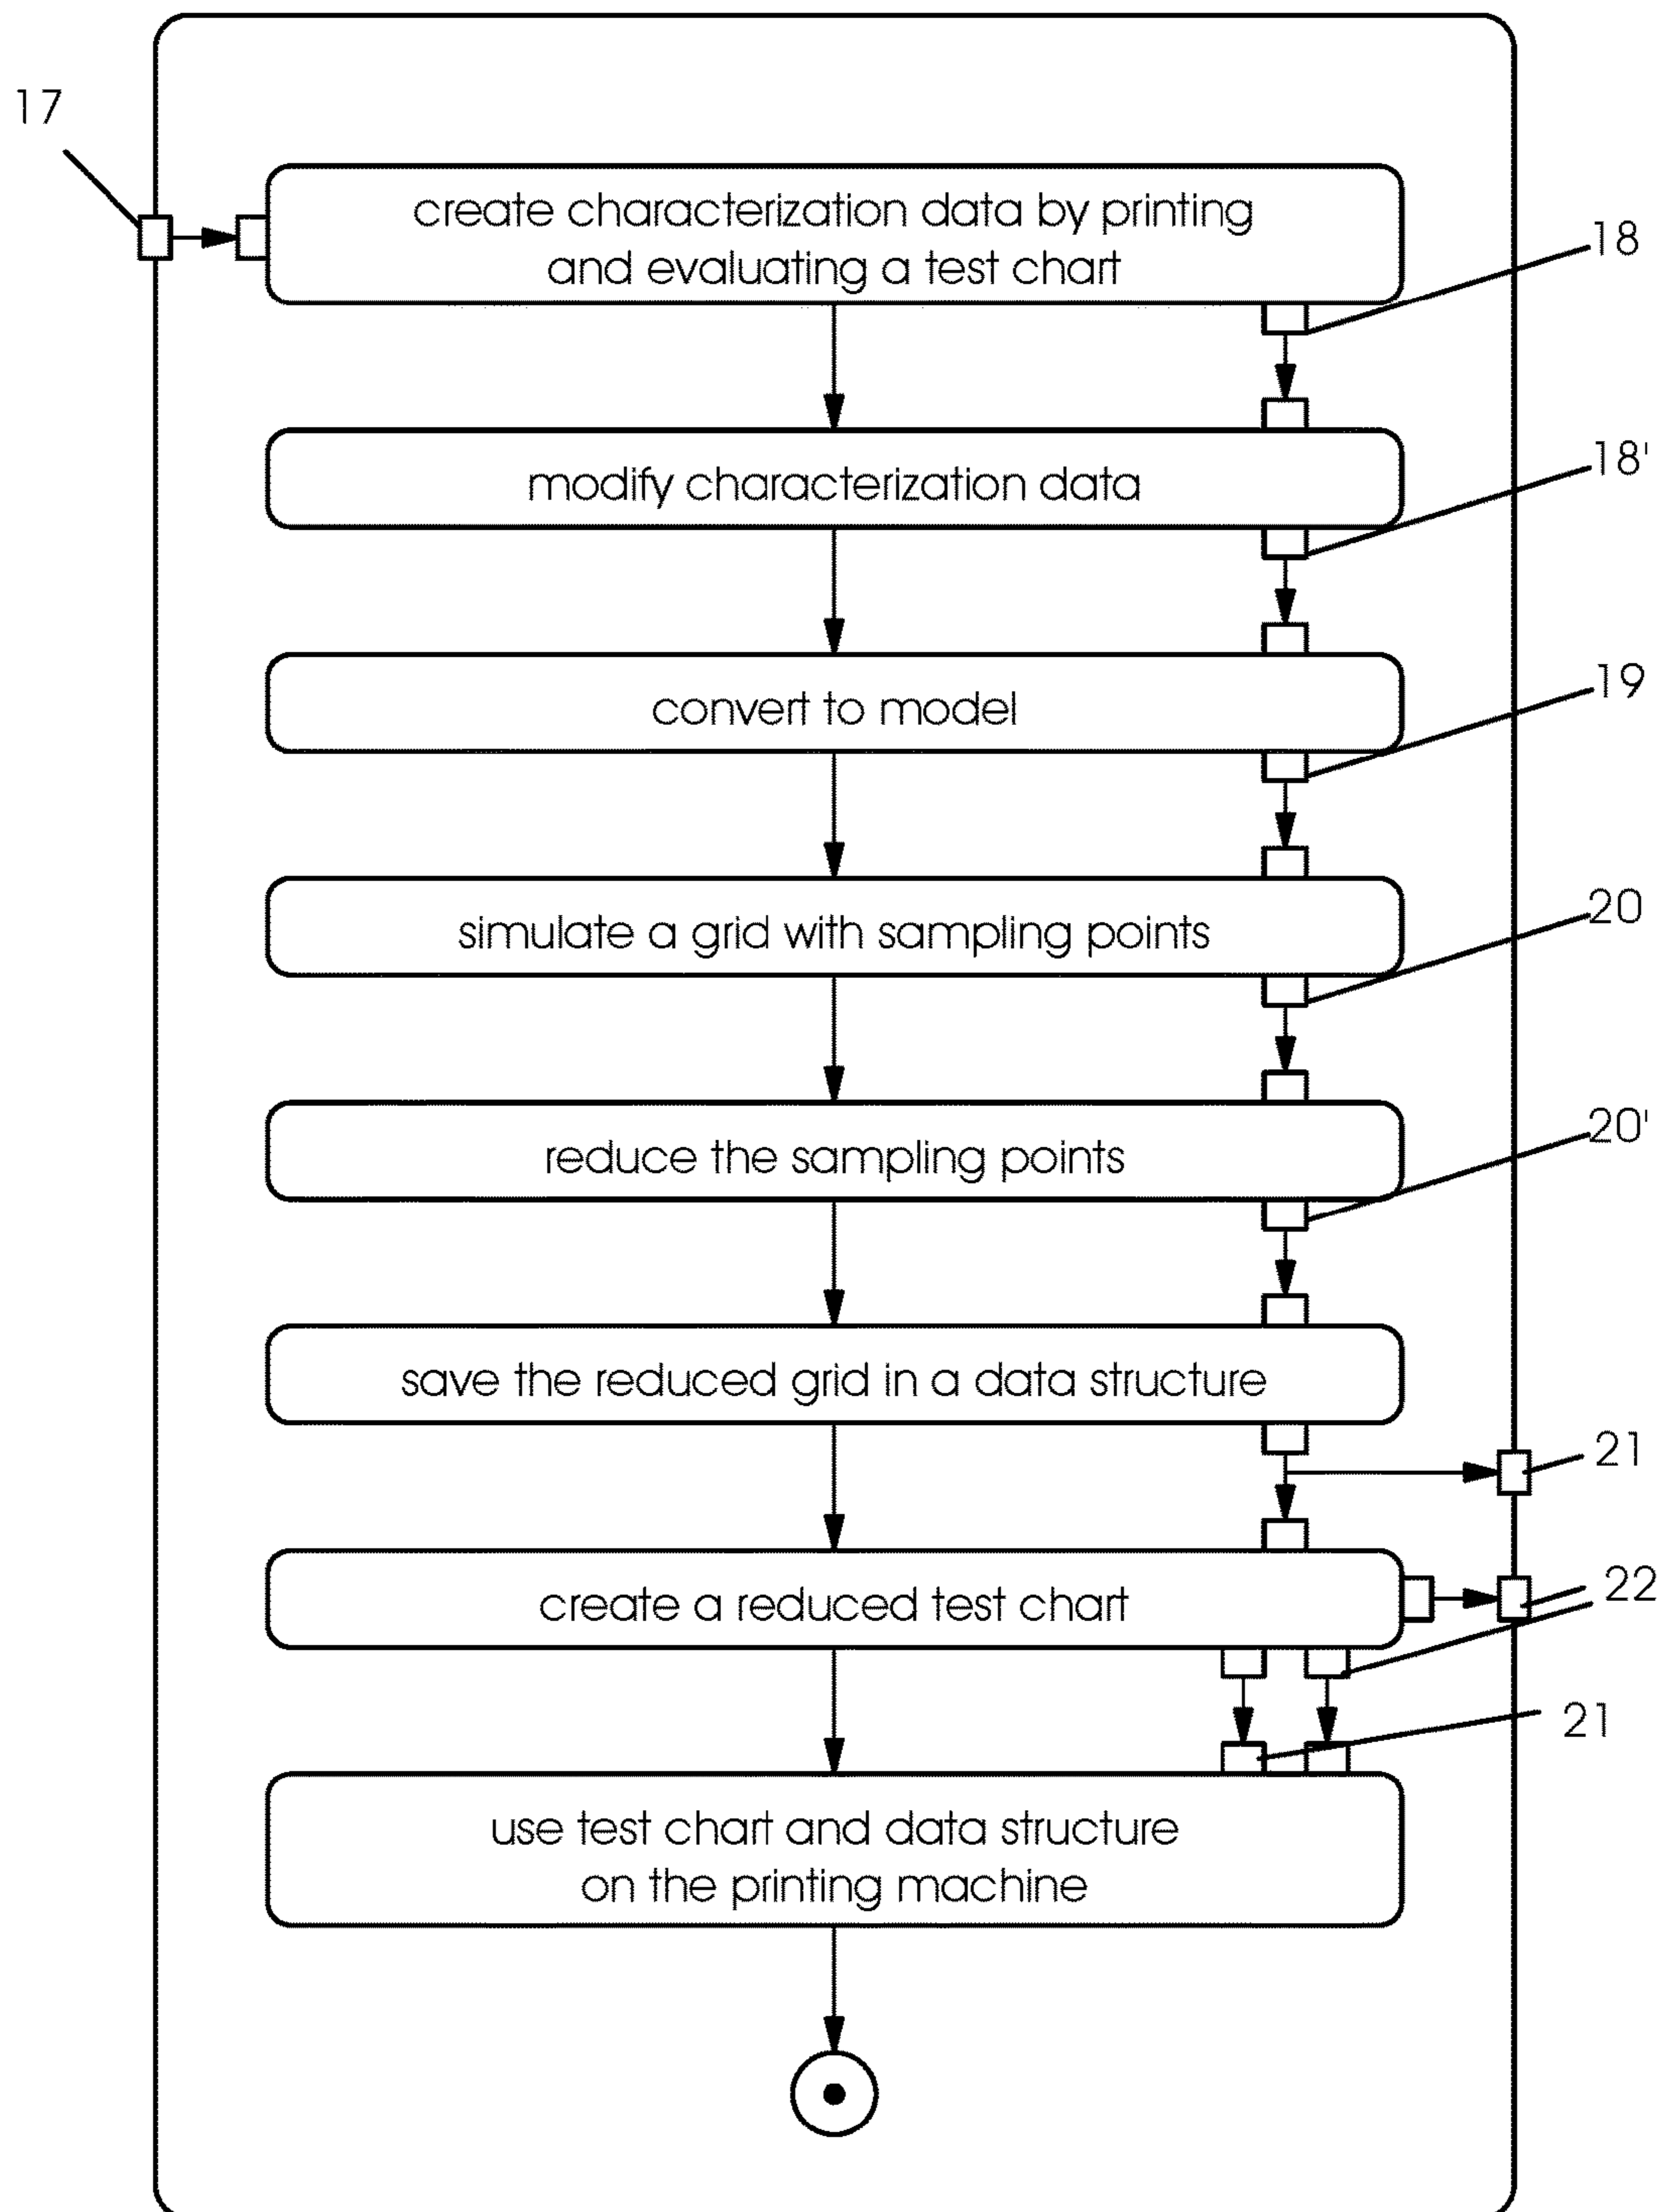 17
create characterization data by printing
and evaluating a test chart
18
modify characterization data
18'
convert to model
19
simulate a grid with sampling points
20
reduce the sampling points
20'
save the reduced grid in a data structure
21
create a reduced test chart
22
21
use test chart and data structure
on the printing machine